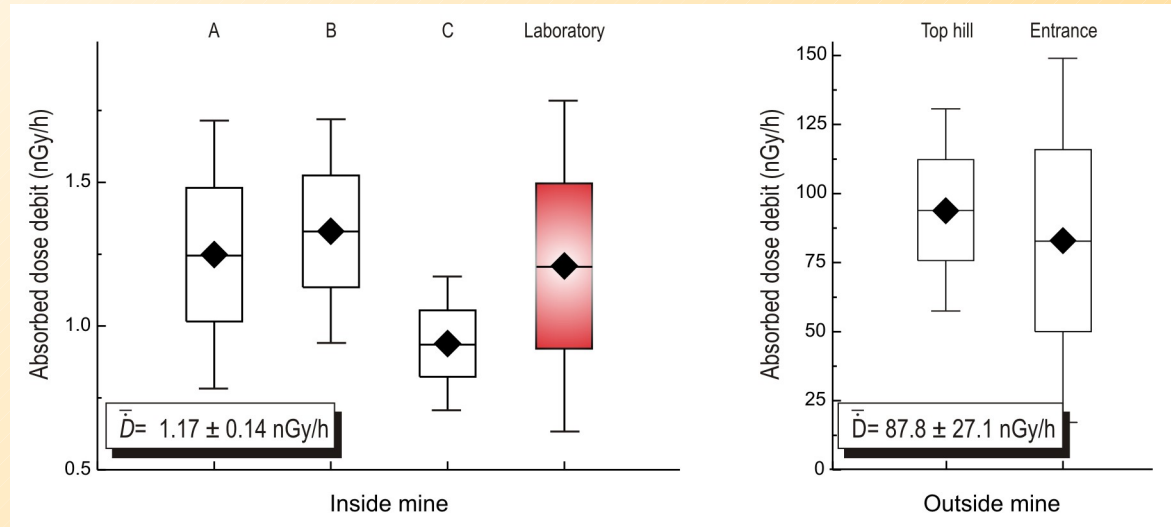 A B C Laboratory
Absorbed dose debit (nGy/h)
1.5
1.0
0.5
Ḋ̅= 1.17 ± 0.14 nGy/h
Inside mine
Top hill Entrance
Absorbed dose debit (nGy/h)
150
125
100
75
50
25
0
Ḋ̅= 87.8 ± 27.1 nGy/h
Outside mine